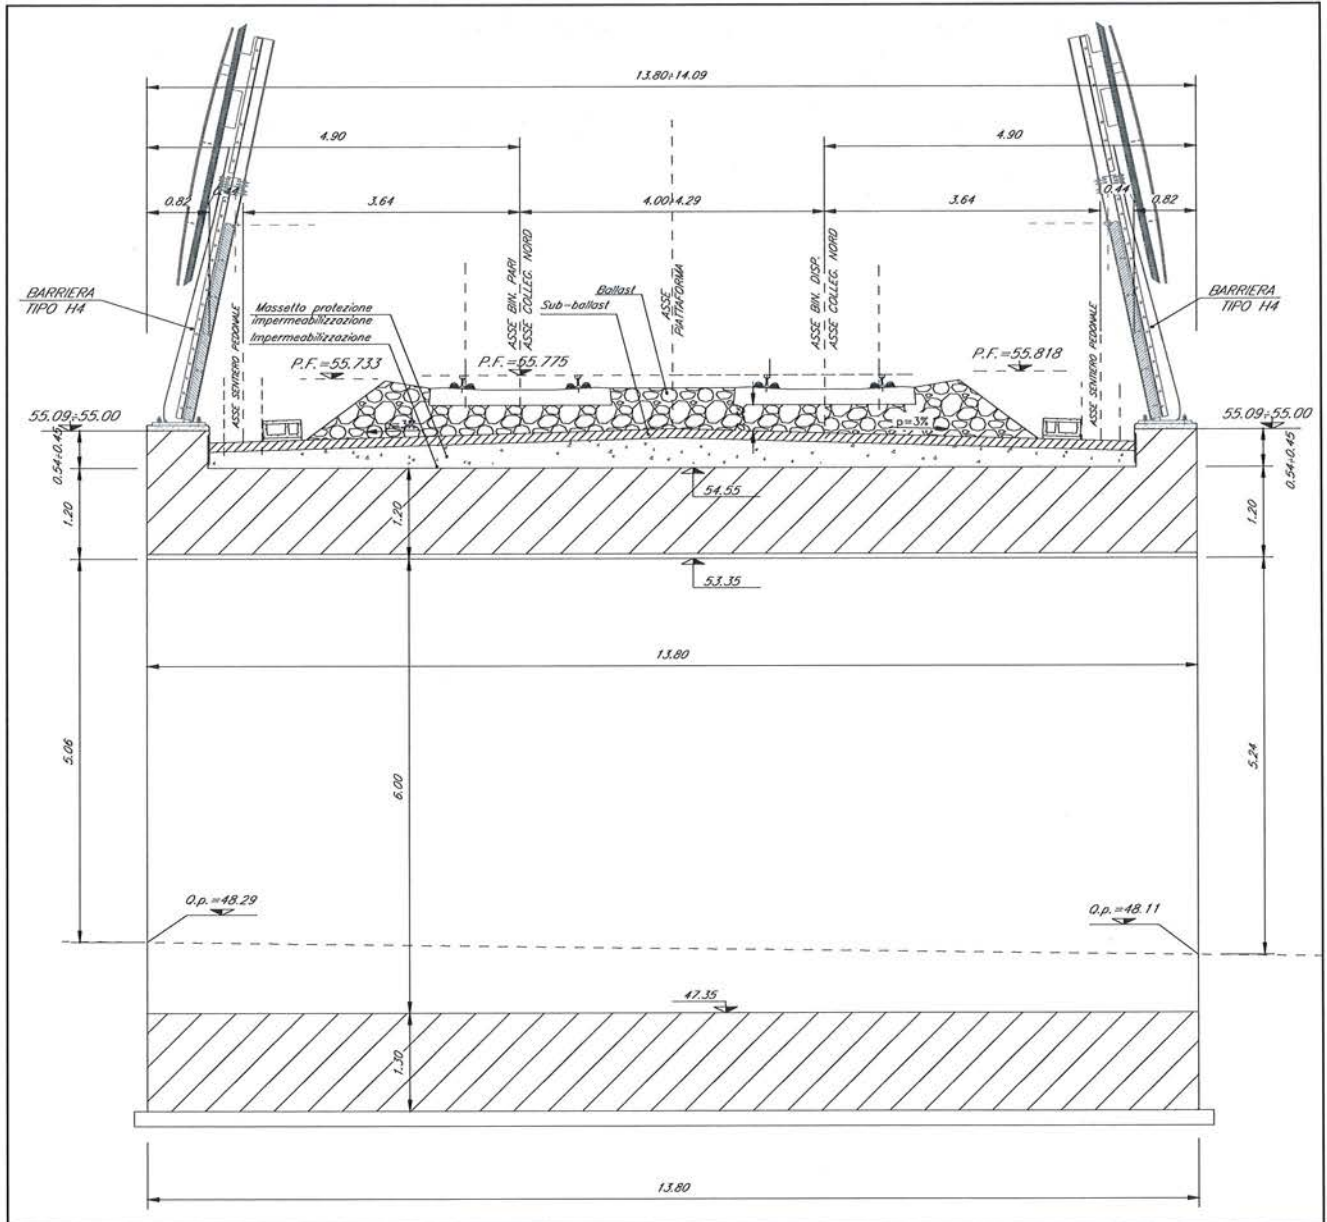 13.80÷14.09
4.90
4.90
0.82
0.44
3.64
4.00÷4.29
3.64
0.44
0.82
BARRIERA
TIPO H4
ASSE SENTIERO PEDONALE
Massetto protezione
impermeabilizzazione
Impermeabilizzazione
ASSE BIN. PARI
ASSE COLLEG. NORD
Sub-ballast
Ballast
ASSE
PIATTAFORMA
ASSE BIN. DISP.
ASSE COLLEG. NORD
ASSE SENTIERO PEDONALE
BARRIERA
TIPO H4
P.F.=55.733
P.F.=55.775
P.F.=55.818
55.09÷55.00
55.09÷55.00
p=3%
0.54÷0.45
0.54÷0.45
1.20
1.20
54.55
1.20
53.35
13.80
5.06
6.00
5.24
Q.p.=48.29
Q.p.=48.11
47.35
1.30
13.80